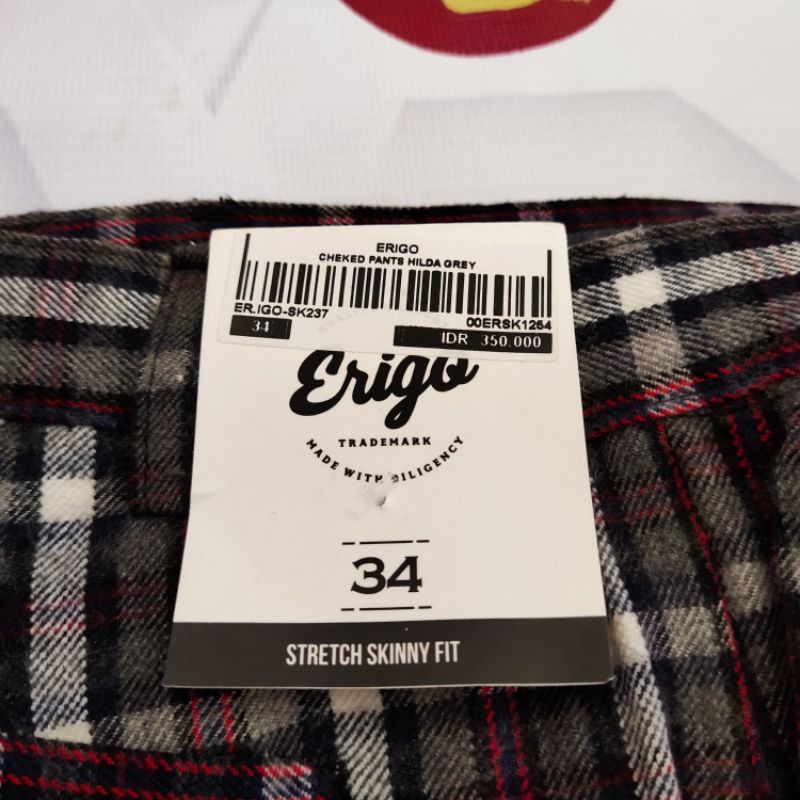 ERIGO
CHEKED PANTS HILDA GREY
ER.IGO-SK237
00ERSK1254
34
IDR 350.000
Erigo
TRADEMARK
MADE WITH DILIGENCY
34
STRETCH SKINNY FIT